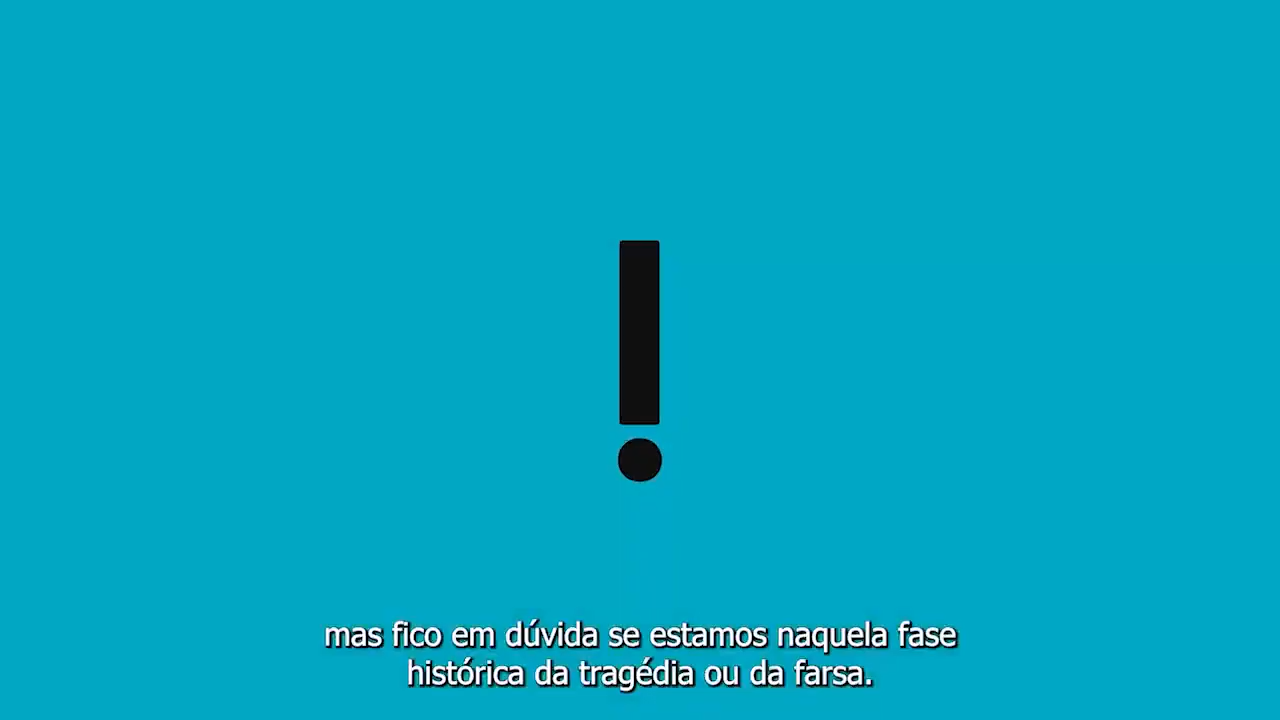 !
mas fico em dúvida se estamos naquela fase
histórica da tragédia ou da farsa.